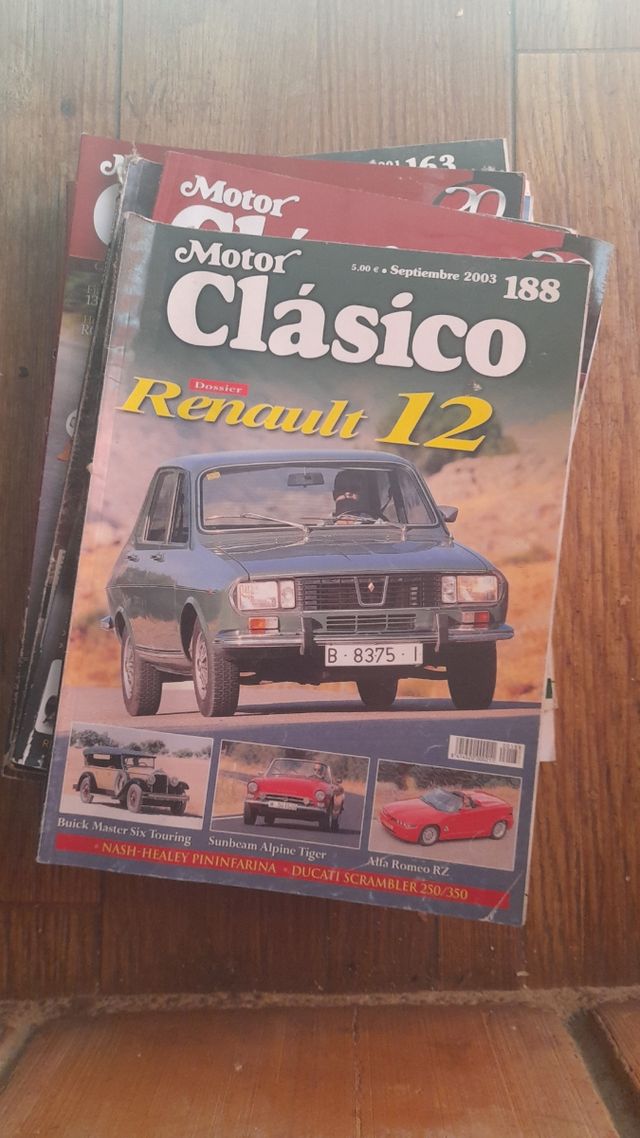 163
Motor
20
Motor
Clásico
5,00 € • Septiembre 2003 188
Dossier
Renault 12
B·8375·I
Buick Master Six Touring
Sunbeam Alpine Tiger
Alfa Romeo RZ
• NASH-HEALEY PININFARINA • DUCATI SCRAMBLER 250/350